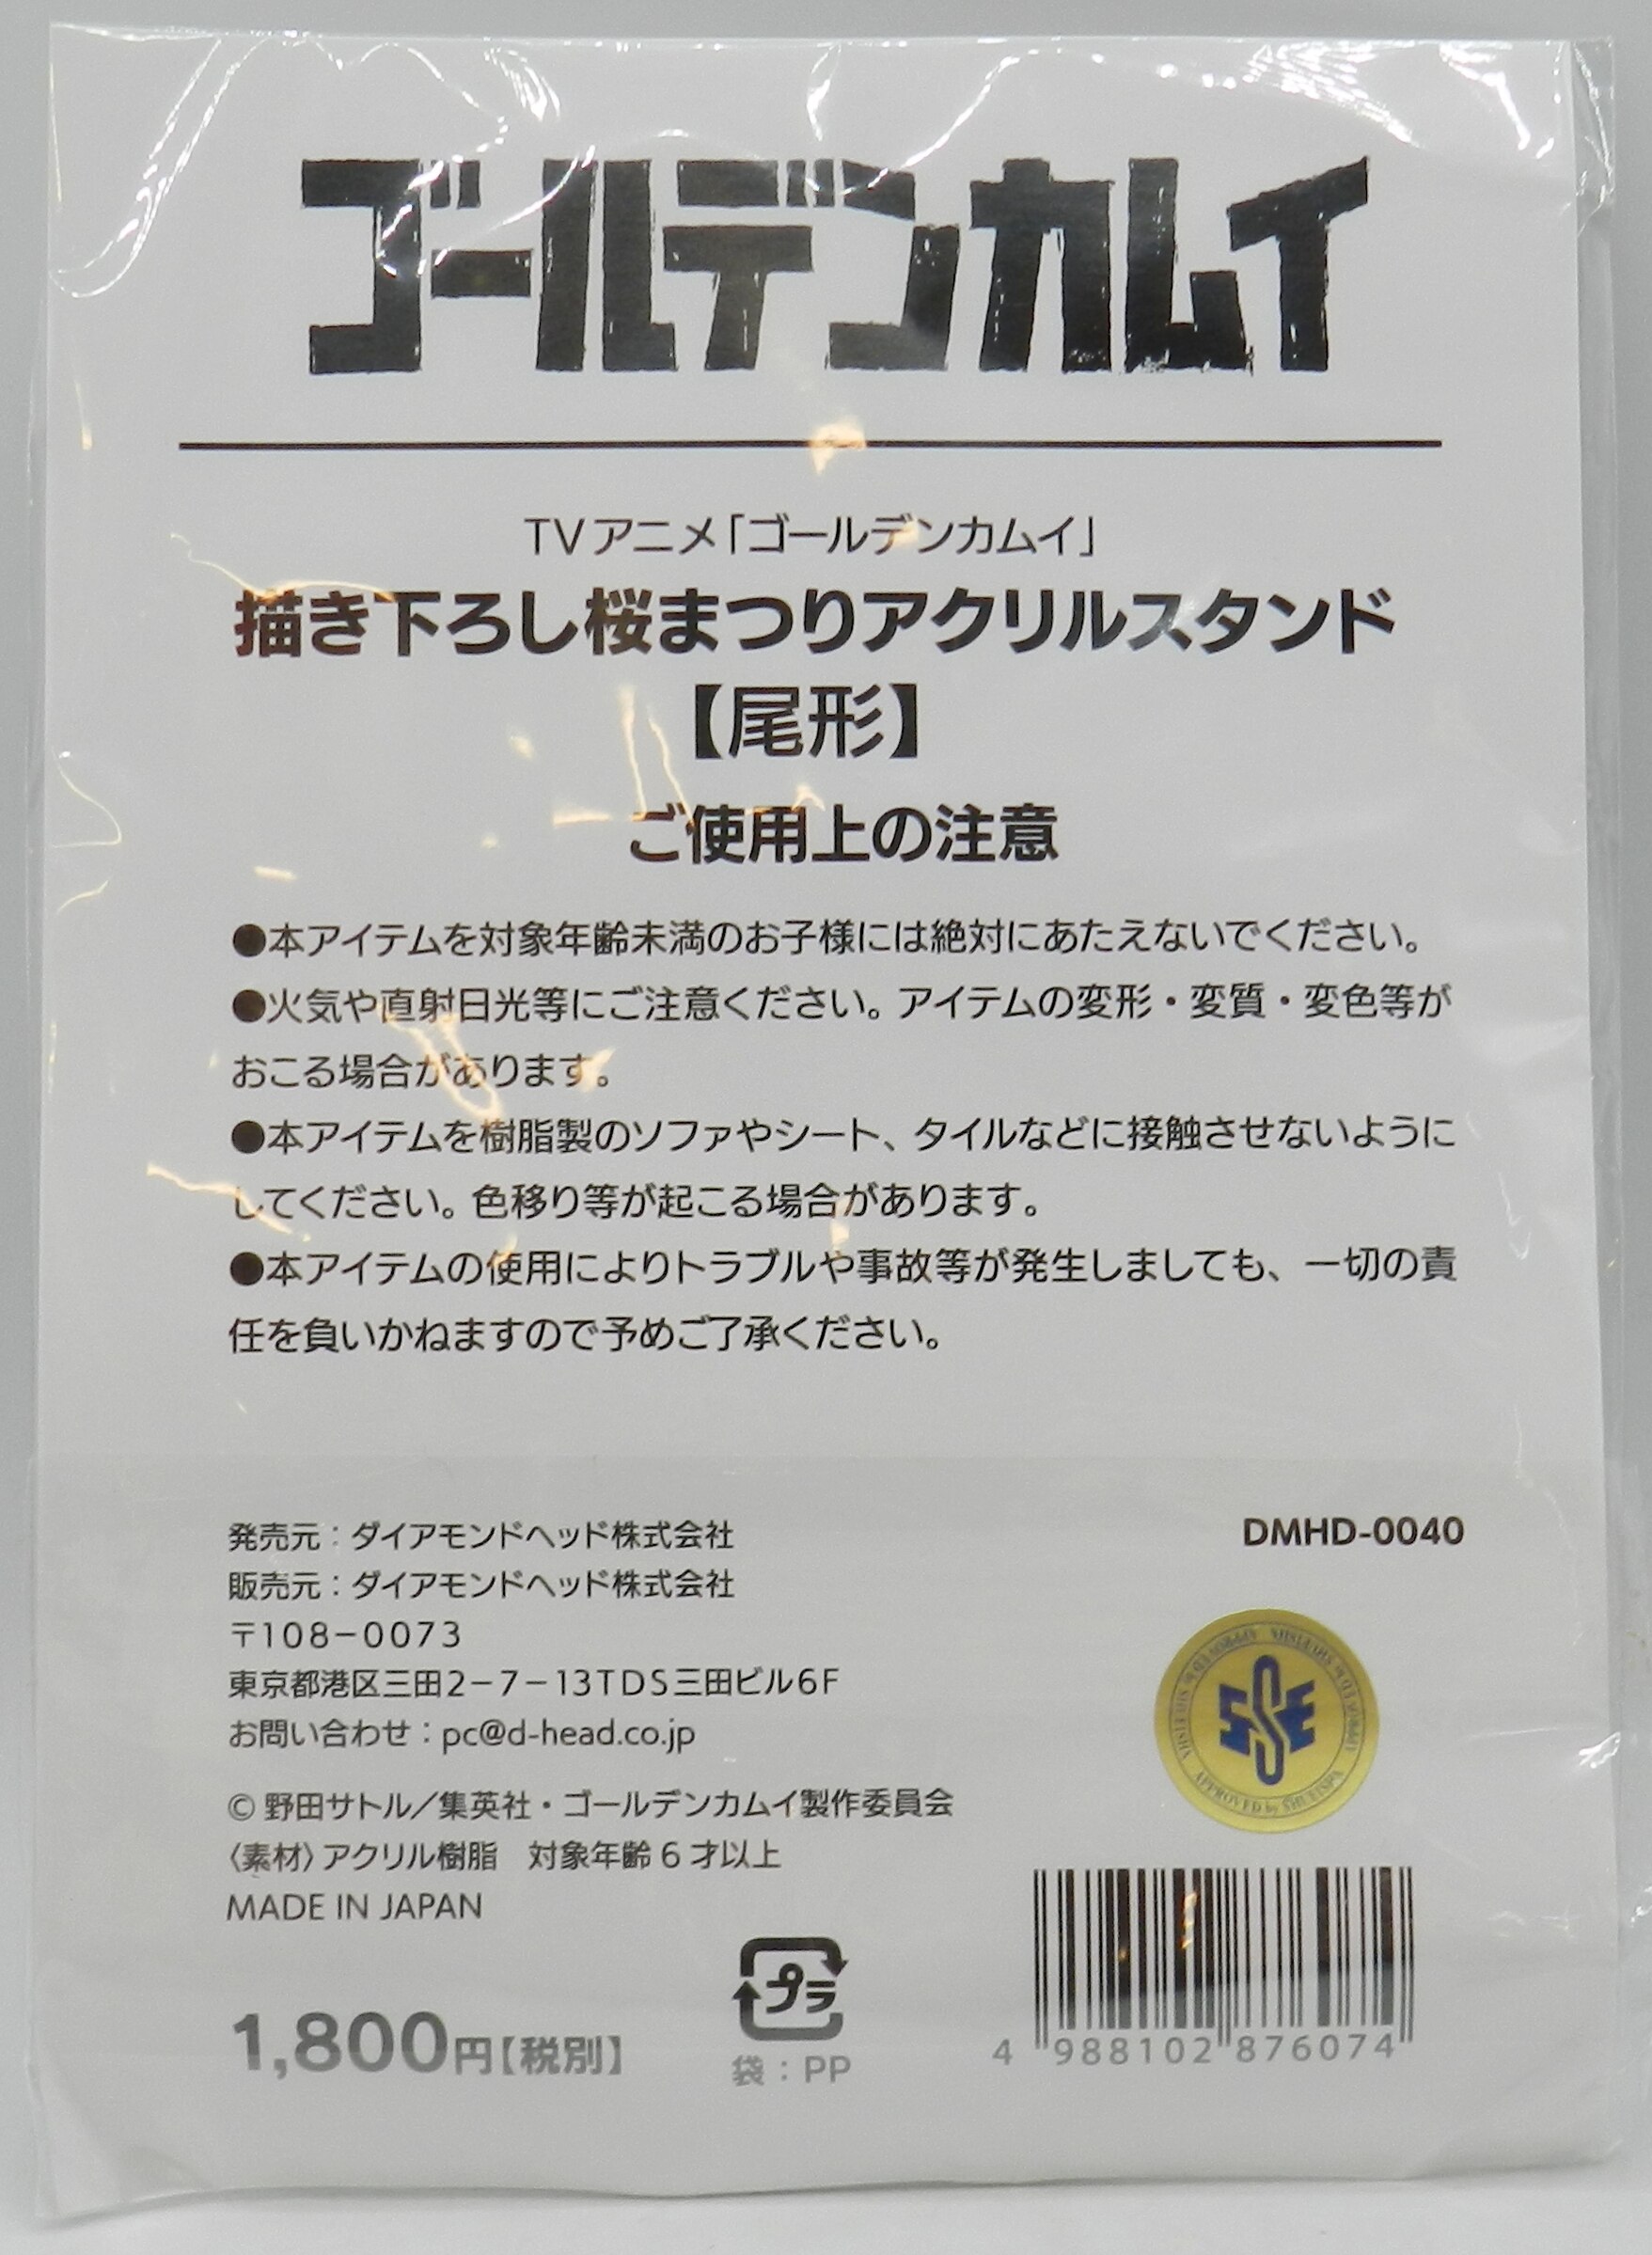 ゴールデンカムイ
TVアニメ「ゴールデンカムイ」
描き下ろし桜まつりアクリルスタンド
【尾形】
ご使用上の注意
●本アイテムを対象年齢未満のお子様には絶対にあたえないでください。
●火気や直射日光等にご注意ください。アイテムの変形・変質・変色等が
おこる場合があります。
●本アイテムを樹脂製のソファやシート、タイルなどに接触させないように
してください。色移り等が起こる場合があります。
●本アイテムの使用によりトラブルや事故等が発生しましても、一切の責
任を負いかねますので予めご了承ください。
発売元：ダイアモンドヘッド株式会社
販売元：ダイアモンドヘッド株式会社
〒108−0073
東京都港区三田2−7−13TDS三田ビル6F
お問い合わせ：pc@d-head.co.jp
© 野田サトル／集英社・ゴールデンカムイ製作委員会
〈素材〉アクリル樹脂　対象年齢 6 才以上
MADE IN JAPAN
1,800円【税別】
プラ
袋：PP
DMHD-0040
SSE
APPROVED by SHUEISHA
4 988102 876074